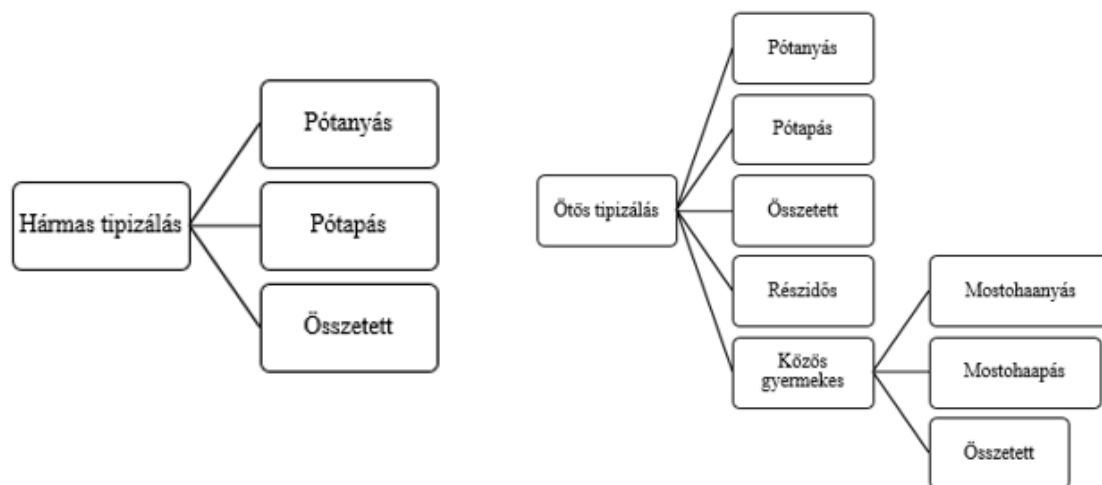 Hármas tipizálás
Pótanyás
Pótapás
Összetett
Ötös tipizálás
Pótanyás
Pótapás
Összetett
Részidős
Közös
gyermekes
Mostohaanyás
Mostohaapás
Összetett